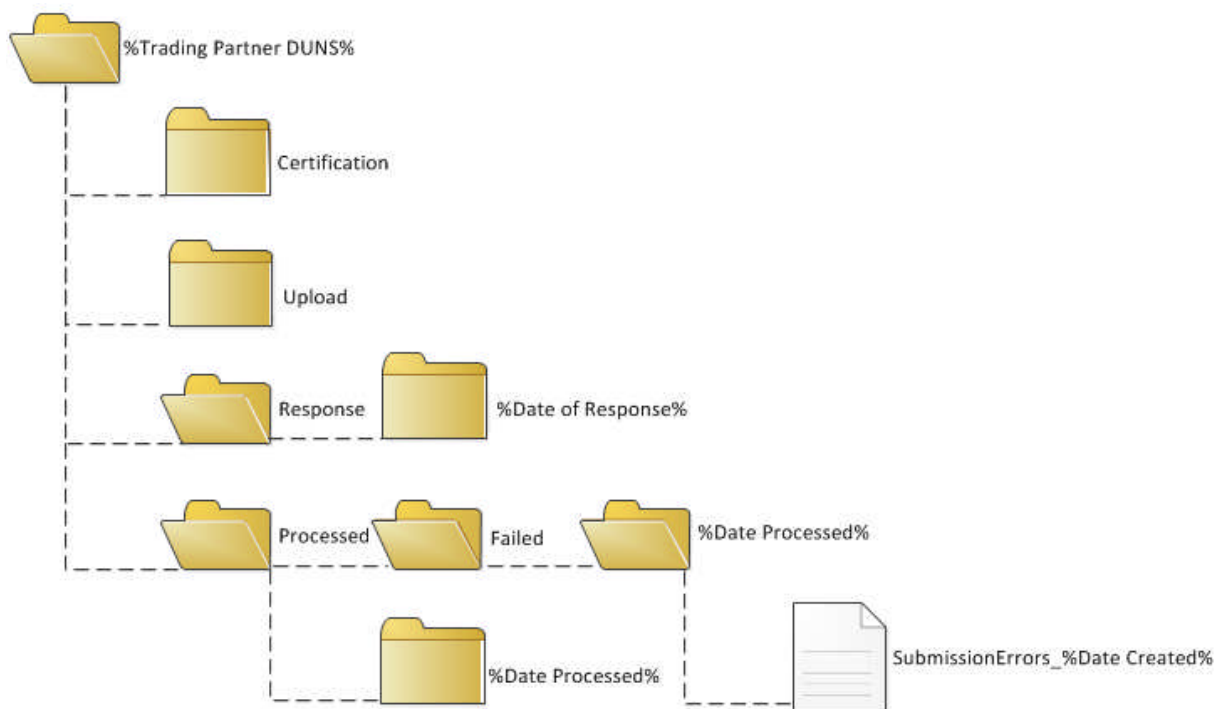 %Trading Partner DUNS%
Certification
Upload
Response
%Date of Response%
Processed
Failed
%Date Processed%
%Date Processed%
SubmissionErrors_%Date Created%